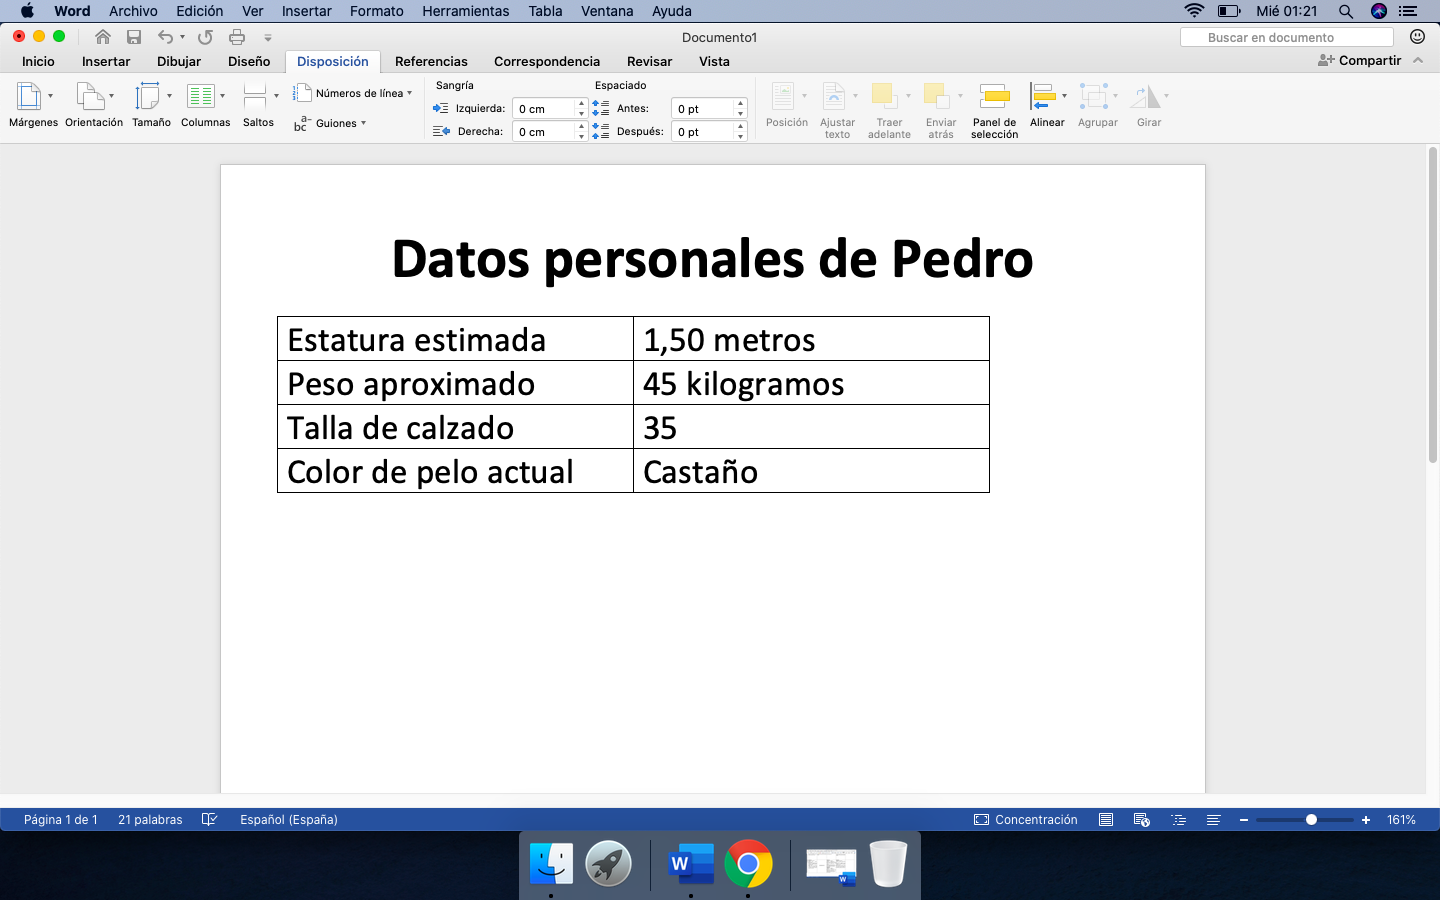 Word Archivo Edición Ver Insertar Formato Herramientas Tabla Ventana Ayuda Mié 01:21
Documento1 Buscar en documento
Inicio Insertar Dibujar Diseño Disposición Referencias Correspondencia Revisar Vista Compartir
Márgenes Orientación Tamaño Columnas Saltos
Números de línea
abc a- Guiones
Sangría Espaciado
Izquierda: 0 cm Antes: 0 pt
Derecha: 0 cm Después: 0 pt
Posición Ajustar texto Traer adelante Enviar atrás Panel de selección Alinear Agrupar Girar
Datos personales de Pedro
Estatura estimada 1,50 metros
Peso aproximado 45 kilogramos
Talla de calzado 35
Color de pelo actual Castaño
Página 1 de 1 21 palabras Español (España) Concentración 161%
W
W